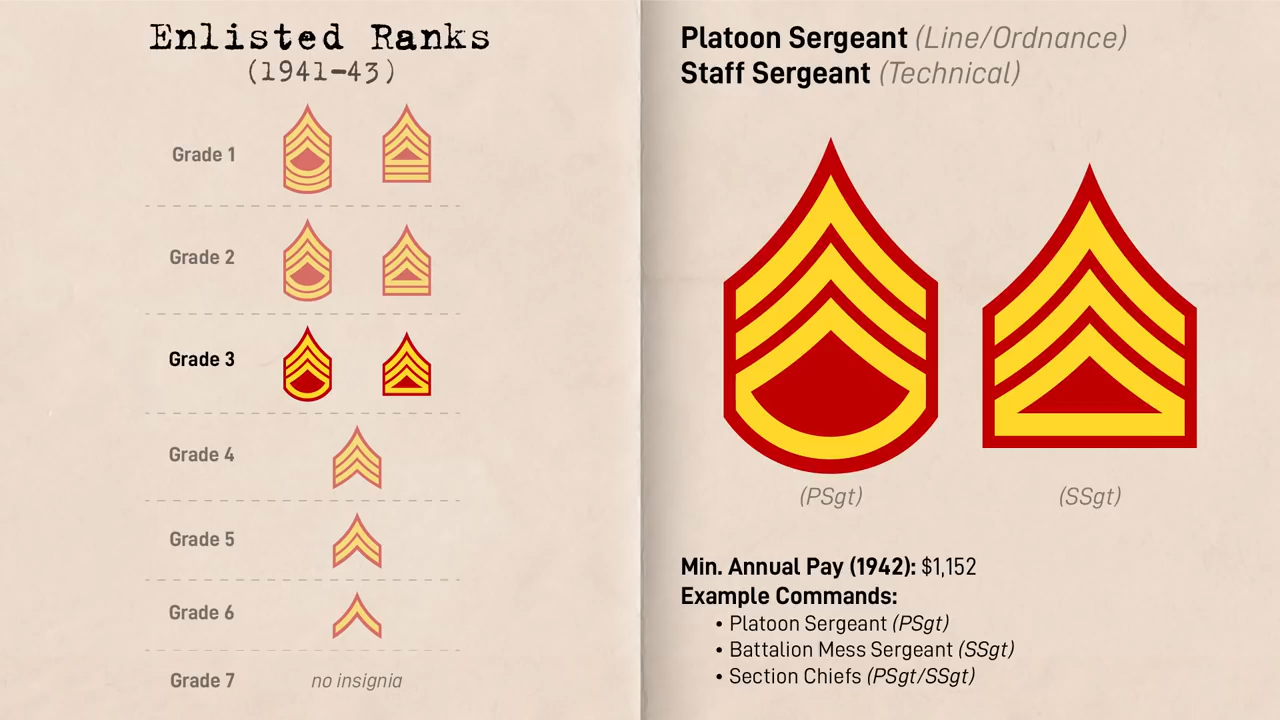 Enlisted Ranks
(1941–43)
Grade 1
Grade 2
Grade 3
Grade 4
Grade 5
Grade 6
Grade 7
no insignia
Platoon Sergeant (Line/Ordnance)
Staff Sergeant (Technical)
(PSgt)
(SSgt)
Min. Annual Pay (1942): $1,152
Example Commands:
• Platoon Sergeant (PSgt)
• Battalion Mess Sergeant (SSgt)
• Section Chiefs (PSgt/SSgt)